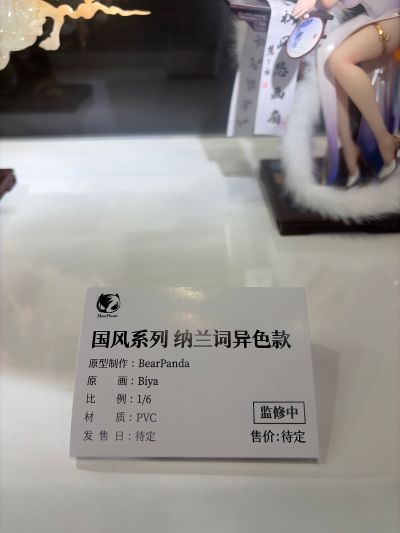 国风系列 纳兰词异色款
原型制作：BearPanda
原　　画：Biya
比　　例：1/6
材　　质：PVC
发 售 日：待定
监修中
售价：待定